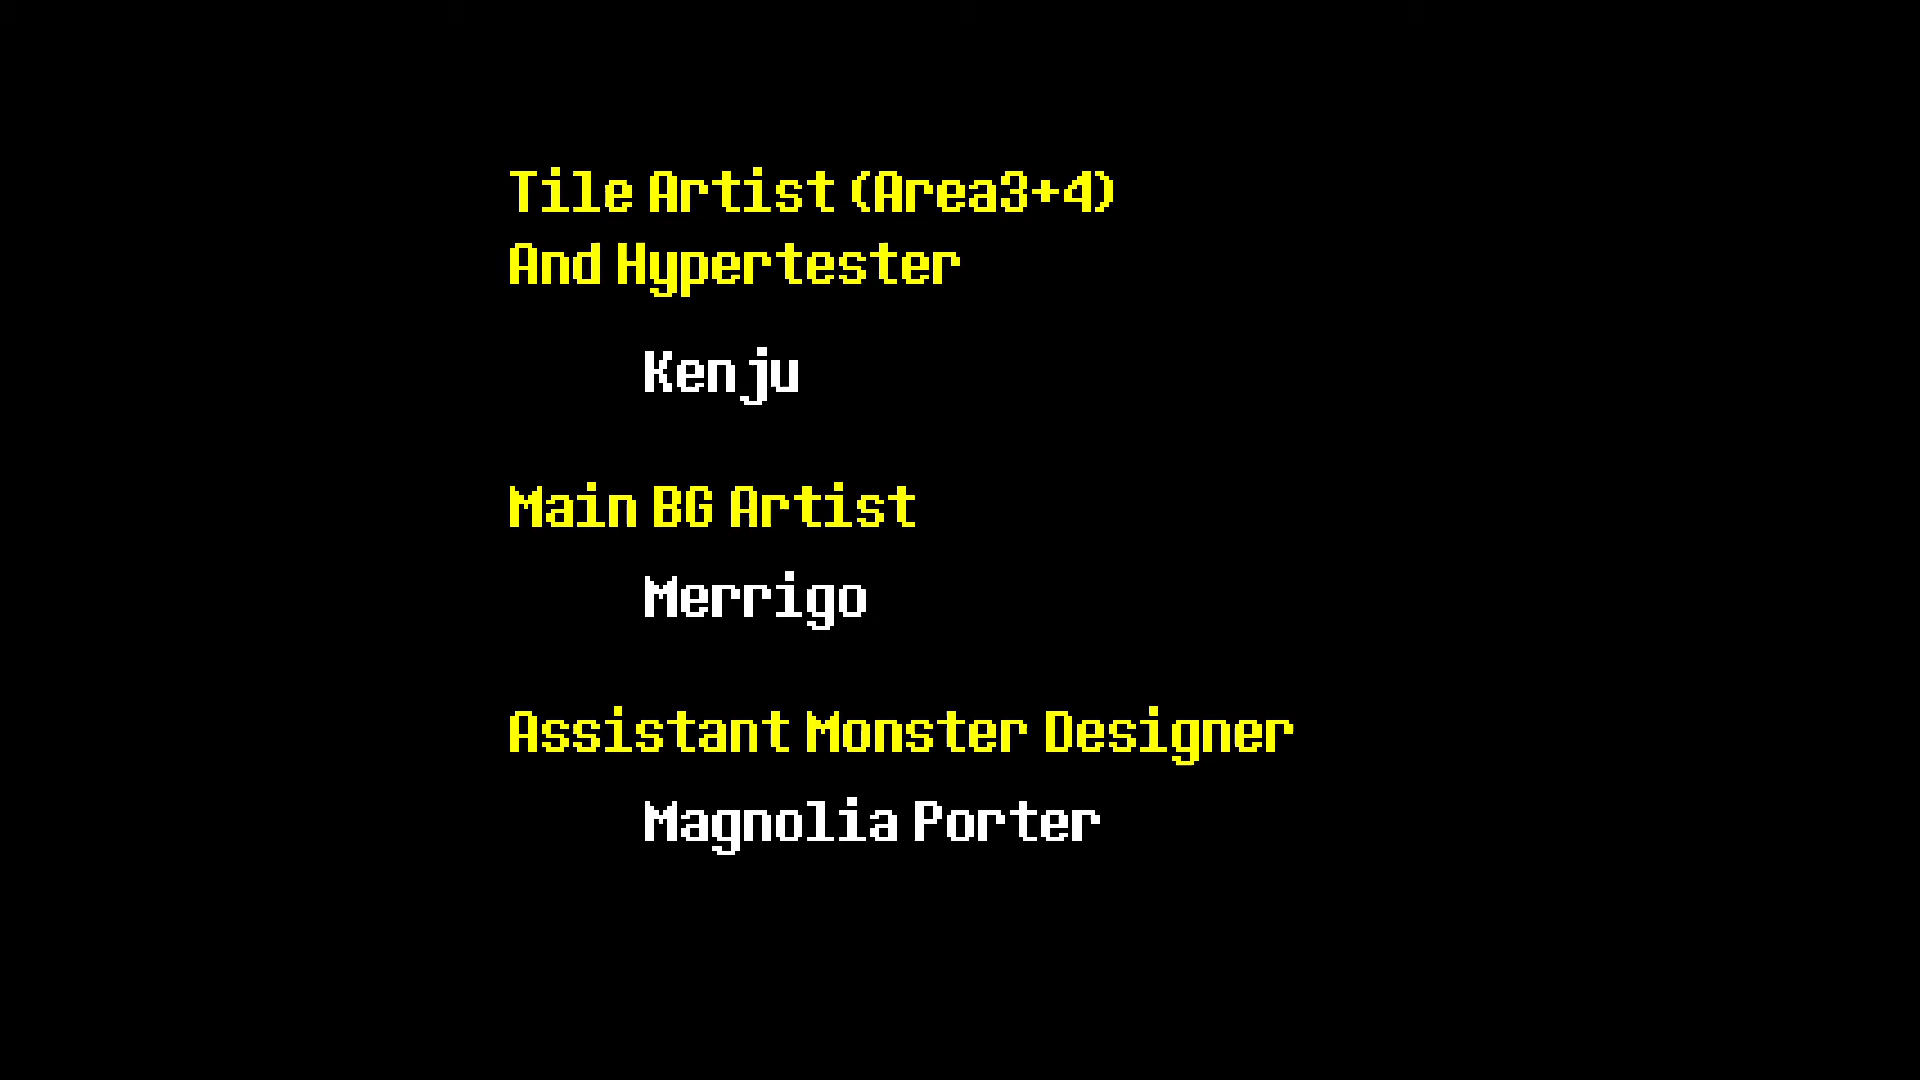 Tile Artist (Area3+4)
And Hypertester
Kenju
Main BG Artist
Merrigo
Assistant Monster Designer
Magnolia Porter